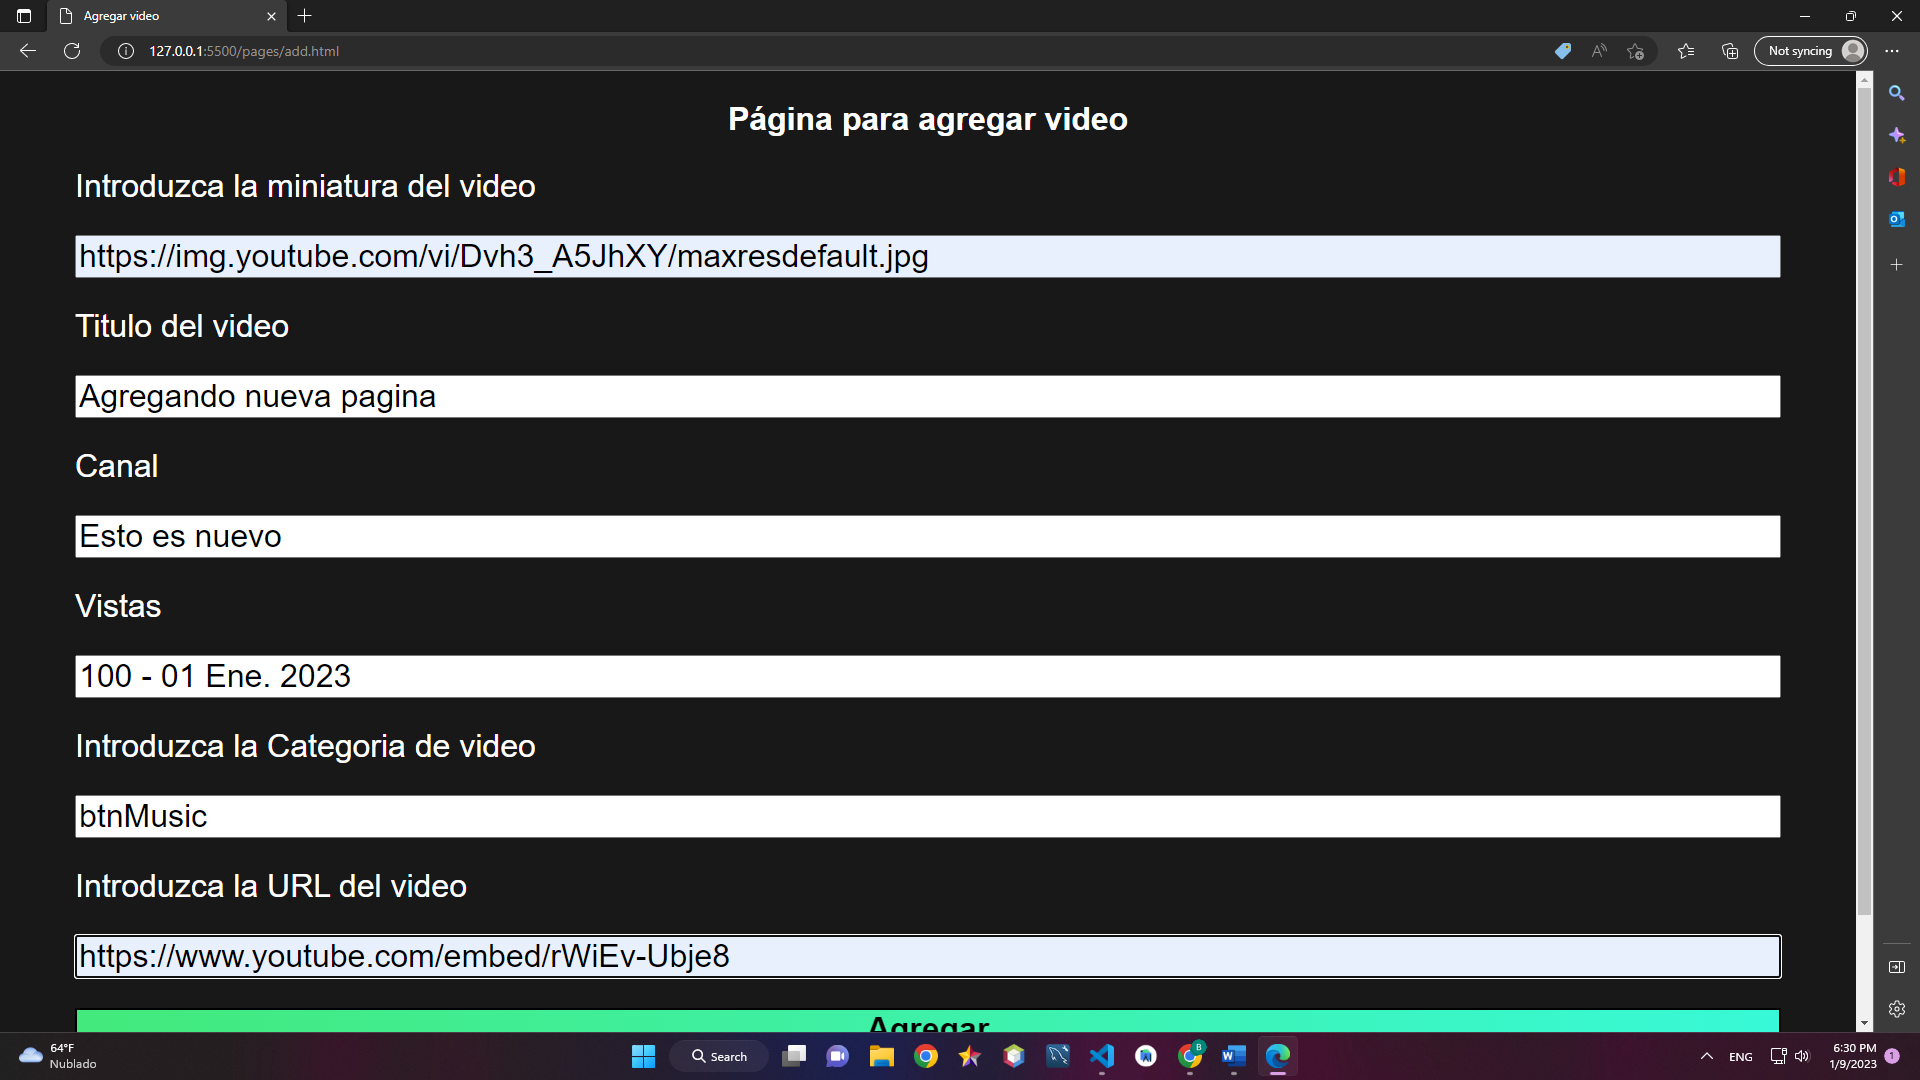 Agregar video
127.0.0.1:5500/pages/add.html
Not syncing
Página para agregar video
Introduzca la miniatura del video
https://img.youtube.com/vi/Dvh3_A5JhXY/maxresdefault.jpg
Titulo del video
Agregando nueva pagina
Canal
Esto es nuevo
Vistas
100 - 01 Ene. 2023
Introduzca la Categoria de video
btnMusic
Introduzca la URL del video
https://www.youtube.com/embed/rWiEv-Ubje8
Agregar
64°F
Nublado
Search
B
ENG
6:30 PM
1/9/2023
1